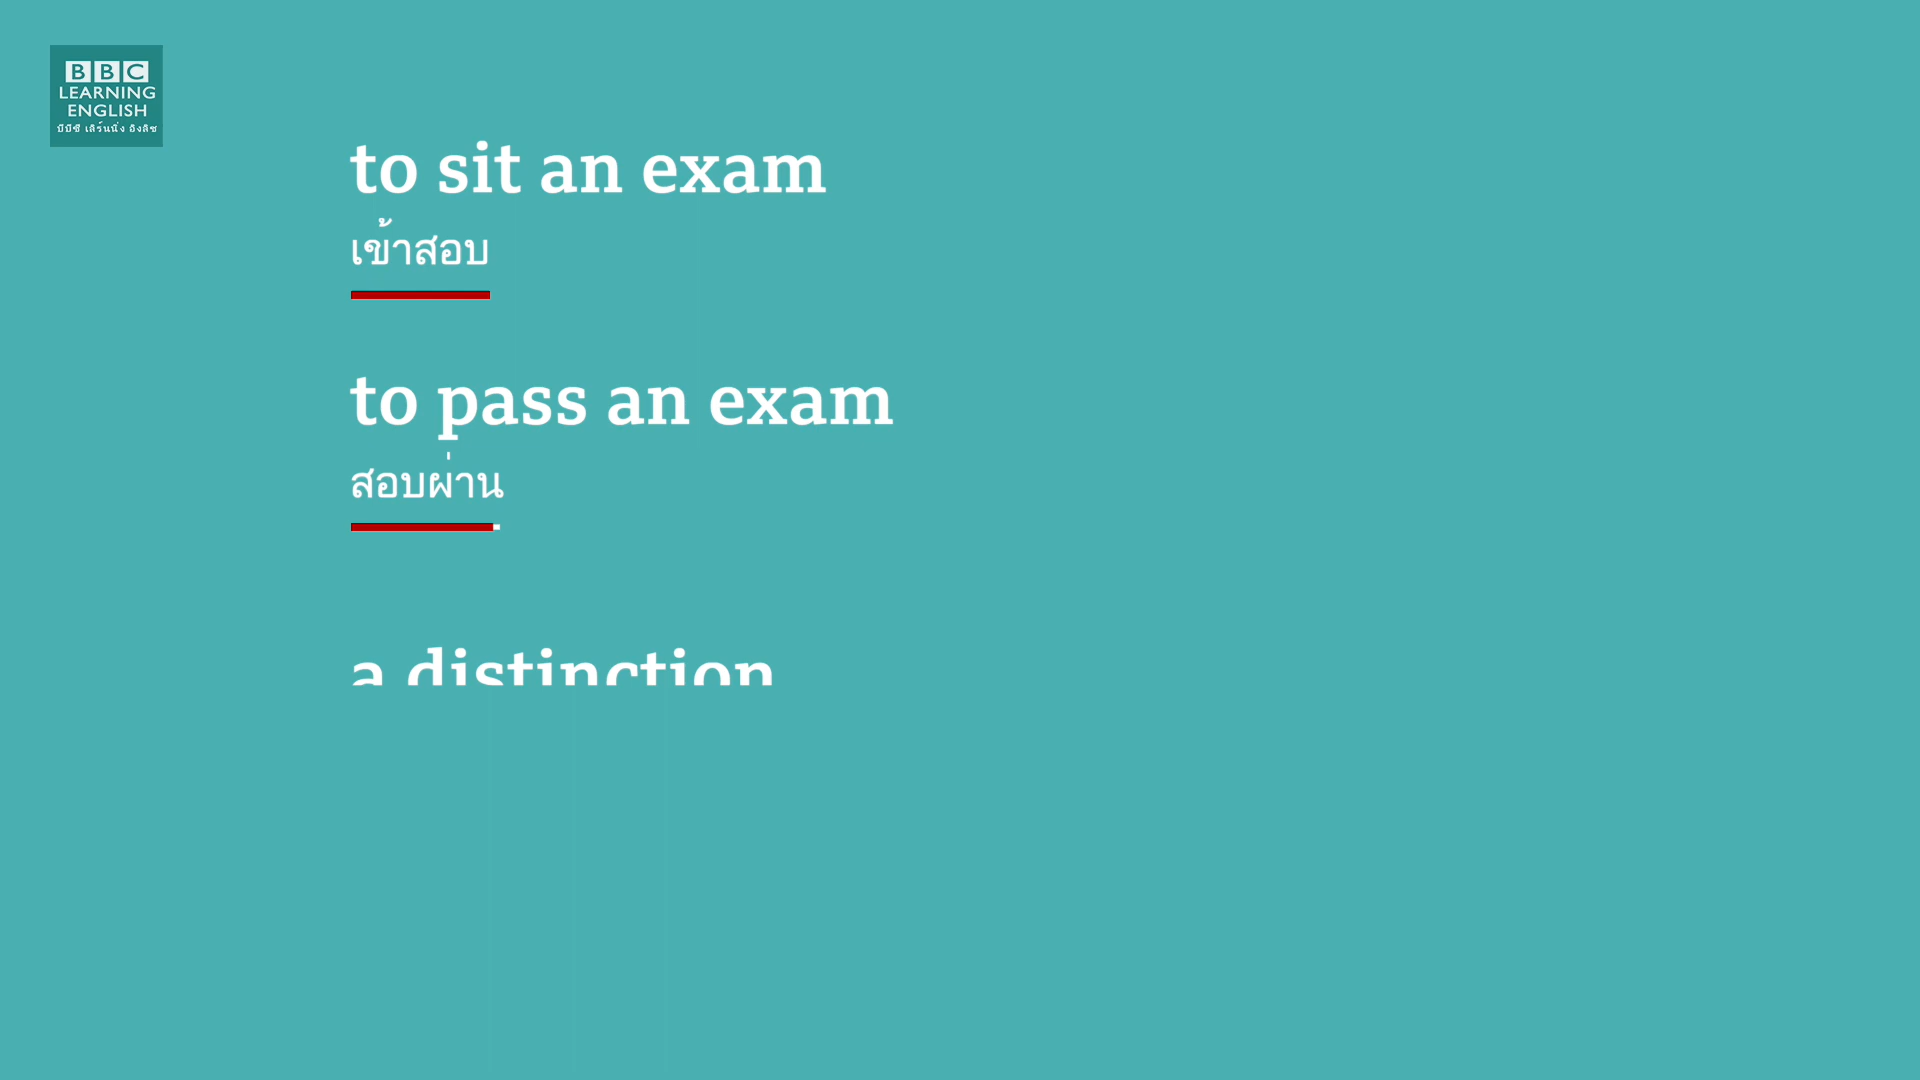 BBC
LEARNING
ENGLISH
บีบีซี เลิร์นนิ่ง อิงลิช
to sit an exam
เข้าสอบ
to pass an exam
สอบผ่าน
a distinction